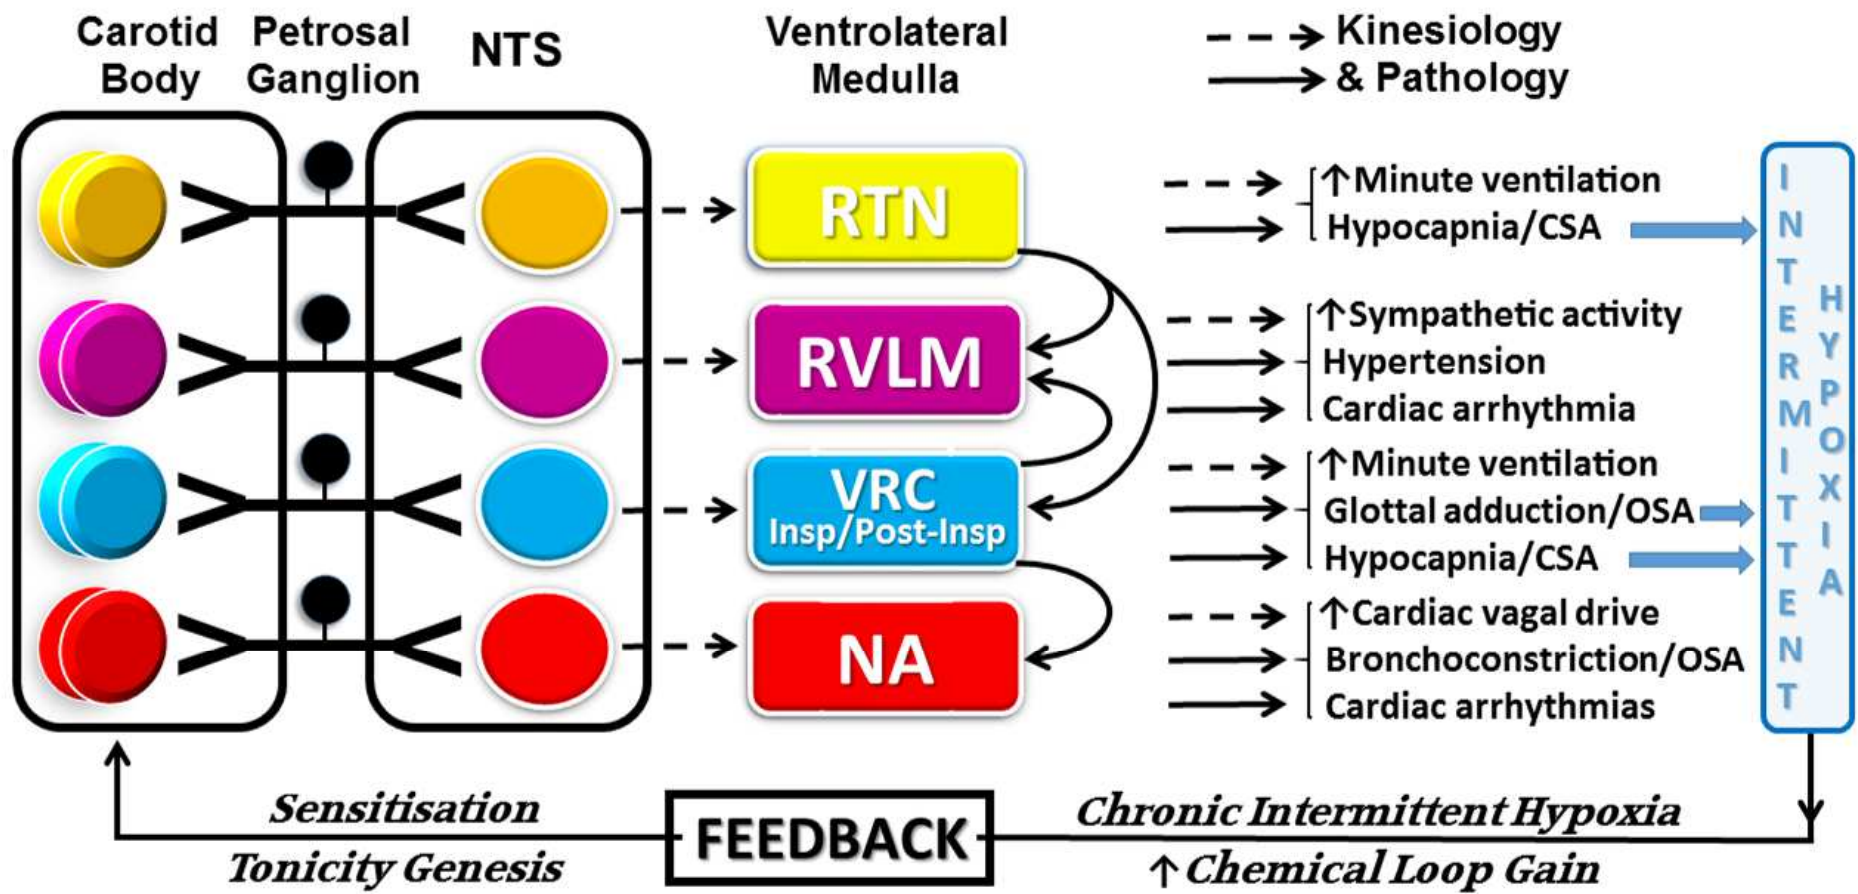 Carotid Body
Petrosal Ganglion
NTS
Ventrolateral Medulla
Kinesiology
& Pathology
RTN
↑Minute ventilation
Hypocapnia/CSA
RVLM
↑Sympathetic activity
Hypertension
Cardiac arrhythmia
VRC
Insp/Post-Insp
↑Minute ventilation
Glottal adduction/OSA
Hypocapnia/CSA
NA
↑Cardiac vagal drive
Bronchoconstriction/OSA
Cardiac arrhythmias
INTERMITTENT
HYPOXIA
Sensitisation
Tonicity Genesis
FEEDBACK
Chronic Intermittent Hypoxia
↑Chemical Loop Gain